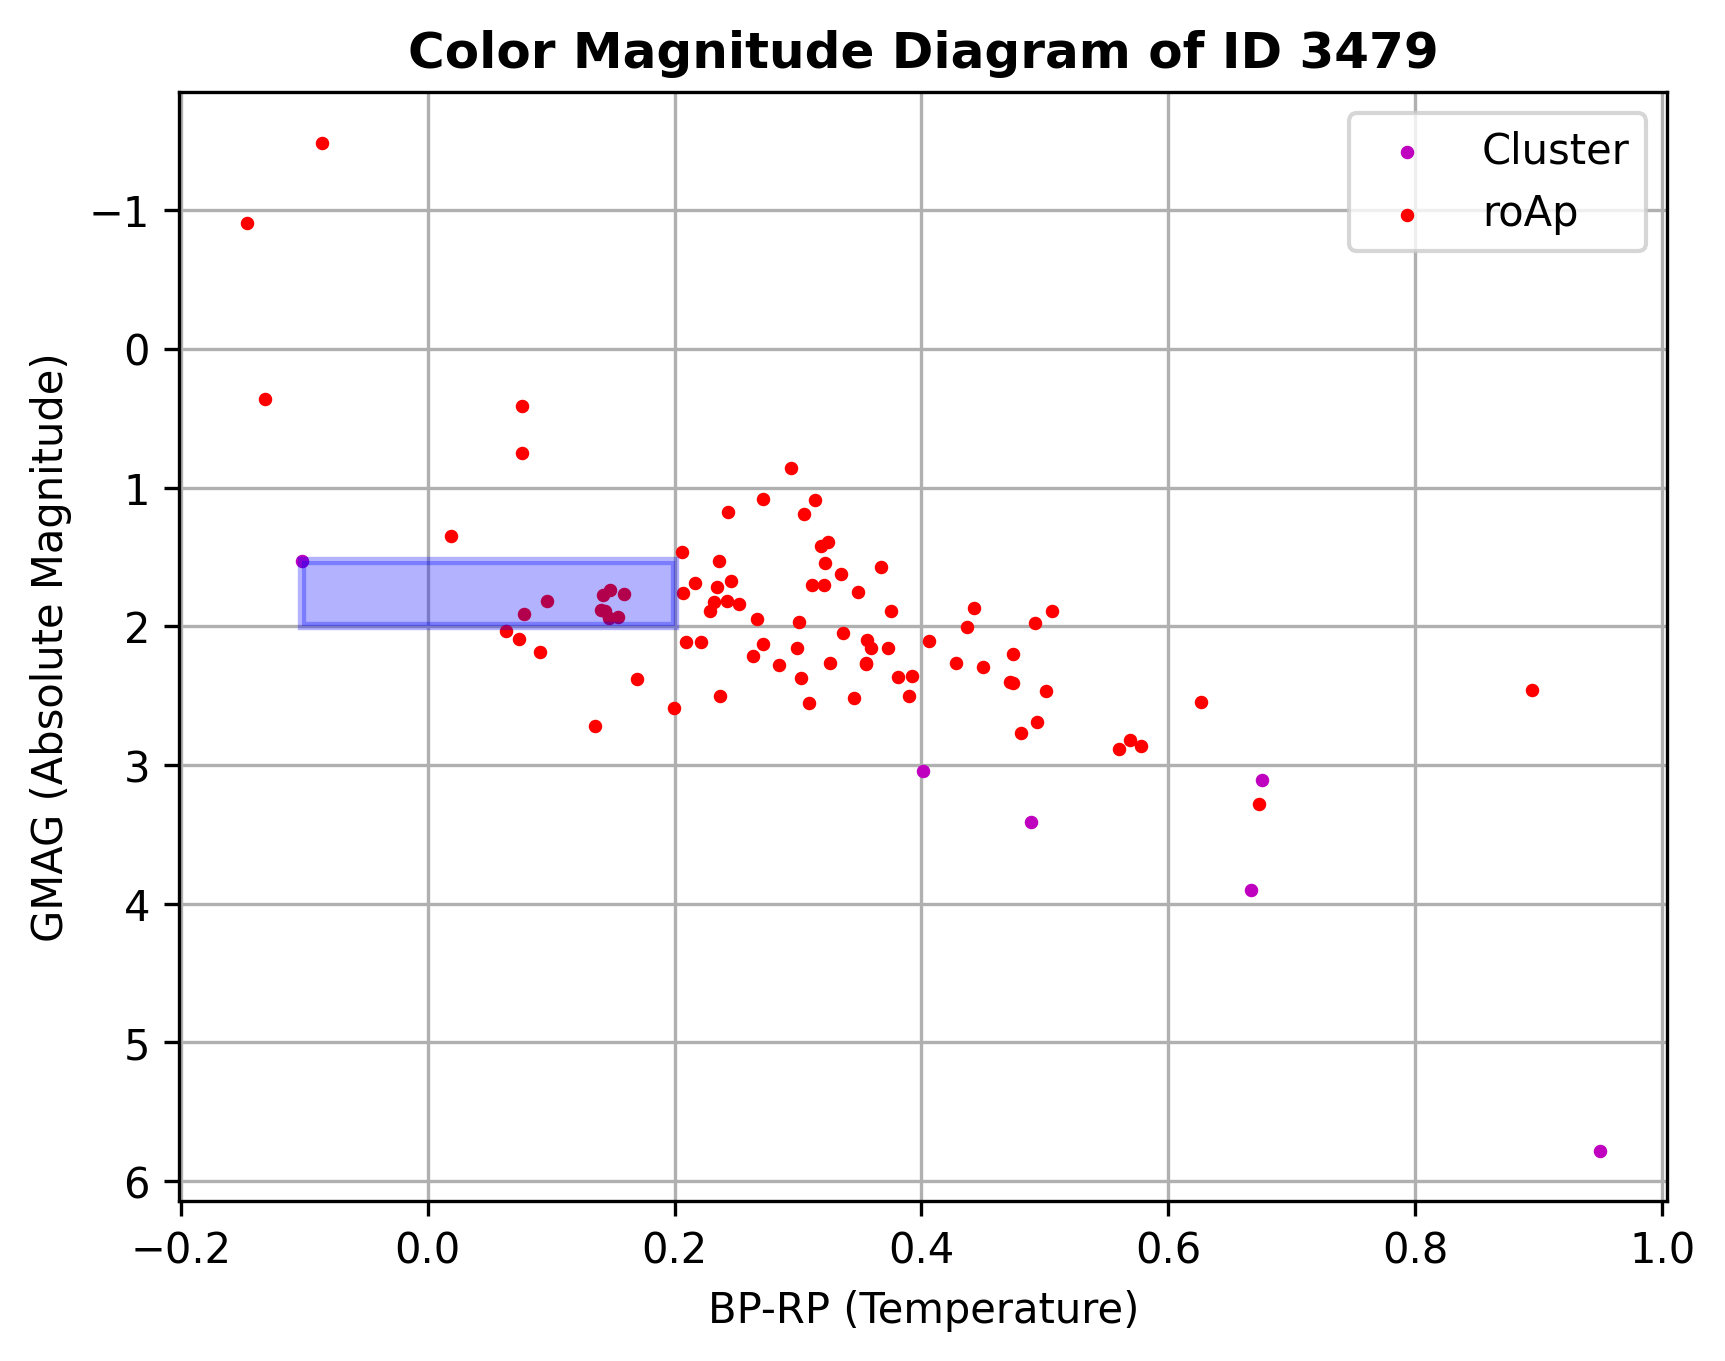 Color Magnitude Diagram of ID 3479
Cluster
roAp
−1
0
1
2
3
4
5
6
GMAG (Absolute Magnitude)
−0.2 0.0 0.2 0.4 0.6 0.8 1.0
BP-RP (Temperature)